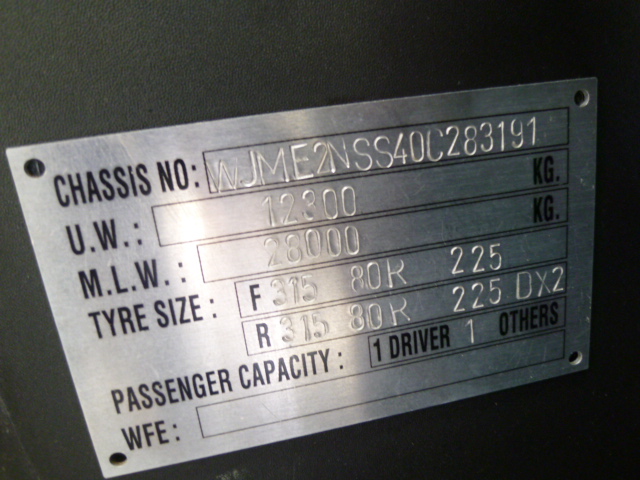 CHASSIS NO: WJME2NSS40C283191
U.W.: 12300 KG.
M.L.W.: 28000 KG.
TYRE SIZE: F 315 80R 225
R 315 80R 225 DX2
PASSENGER CAPACITY: 1 DRIVER 1 OTHERS
WFE: